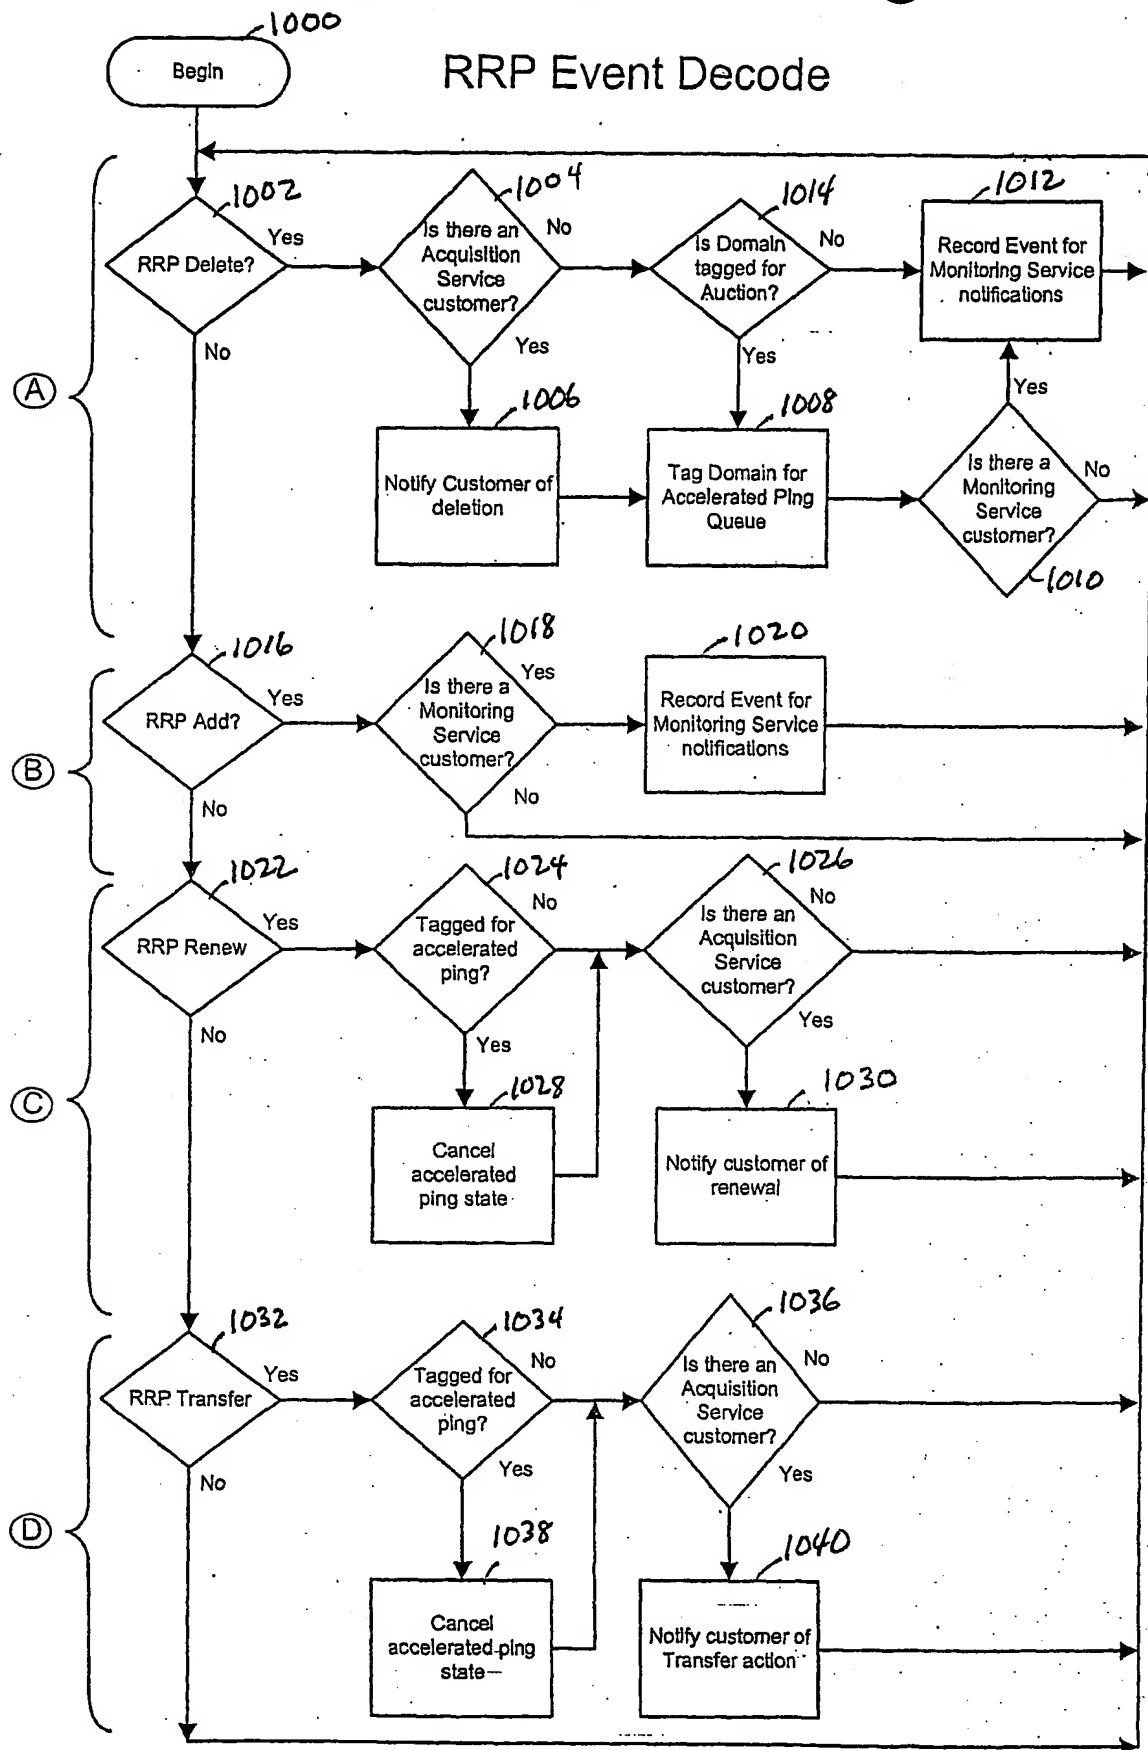 1000
Begin
RRP Event Decode
1002
RRP Delete?
Yes
No
1004
Is there an
Acquisition
Service
customer?
No
Yes
1014
Is Domain
tagged for
Auction?
No
Yes
1012
Record Event for
Monitoring Service
notifications
A
1006
Notify Customer of
deletion
1008
Tag Domain for
Accelerated Ping
Queue
Yes
Is there a
Monitoring
Service
customer?
No
1010
1016
RRP Add?
Yes
No
1018
Is there a
Monitoring
Service
customer?
Yes
No
1020
Record Event for
Monitoring Service
notifications
B
1022
RRP Renew
Yes
No
1024
Tagged for
accelerated
ping?
No
Yes
1026
Is there an
Acquisition
Service
customer?
No
Yes
C
1028
Cancel
accelerated
ping state
1030
Notify customer of
renewal
1032
RRP Transfer
Yes
No
1034
Tagged for
accelerated
ping?
No
Yes
1036
Is there an
Acquisition
Service
customer?
No
Yes
D
1038
Cancel
accelerated-ping
state
1040
Notify customer of
Transfer action